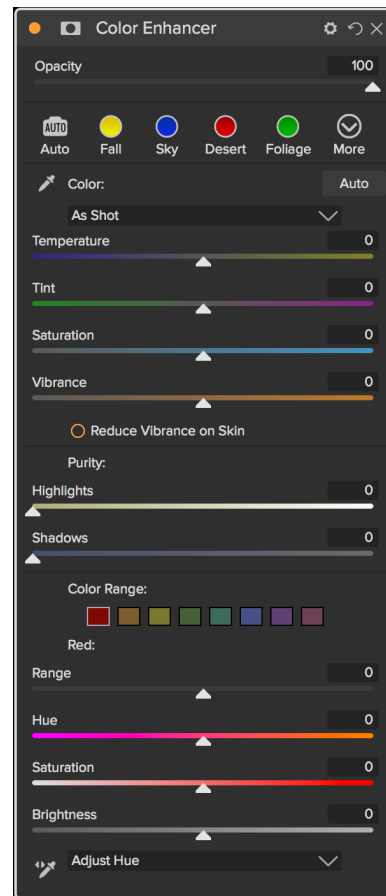 Color Enhancer
Opacity 100
AUTO
Auto Fall Sky Desert Foliage More
Color: Auto
As Shot
Temperature 0
Tint 0
Saturation 0
Vibrance 0
Reduce Vibrance on Skin
Purity:
Highlights 0
Shadows 0
Color Range:
Red:
Range 0
Hue 0
Saturation 0
Brightness 0
Adjust Hue